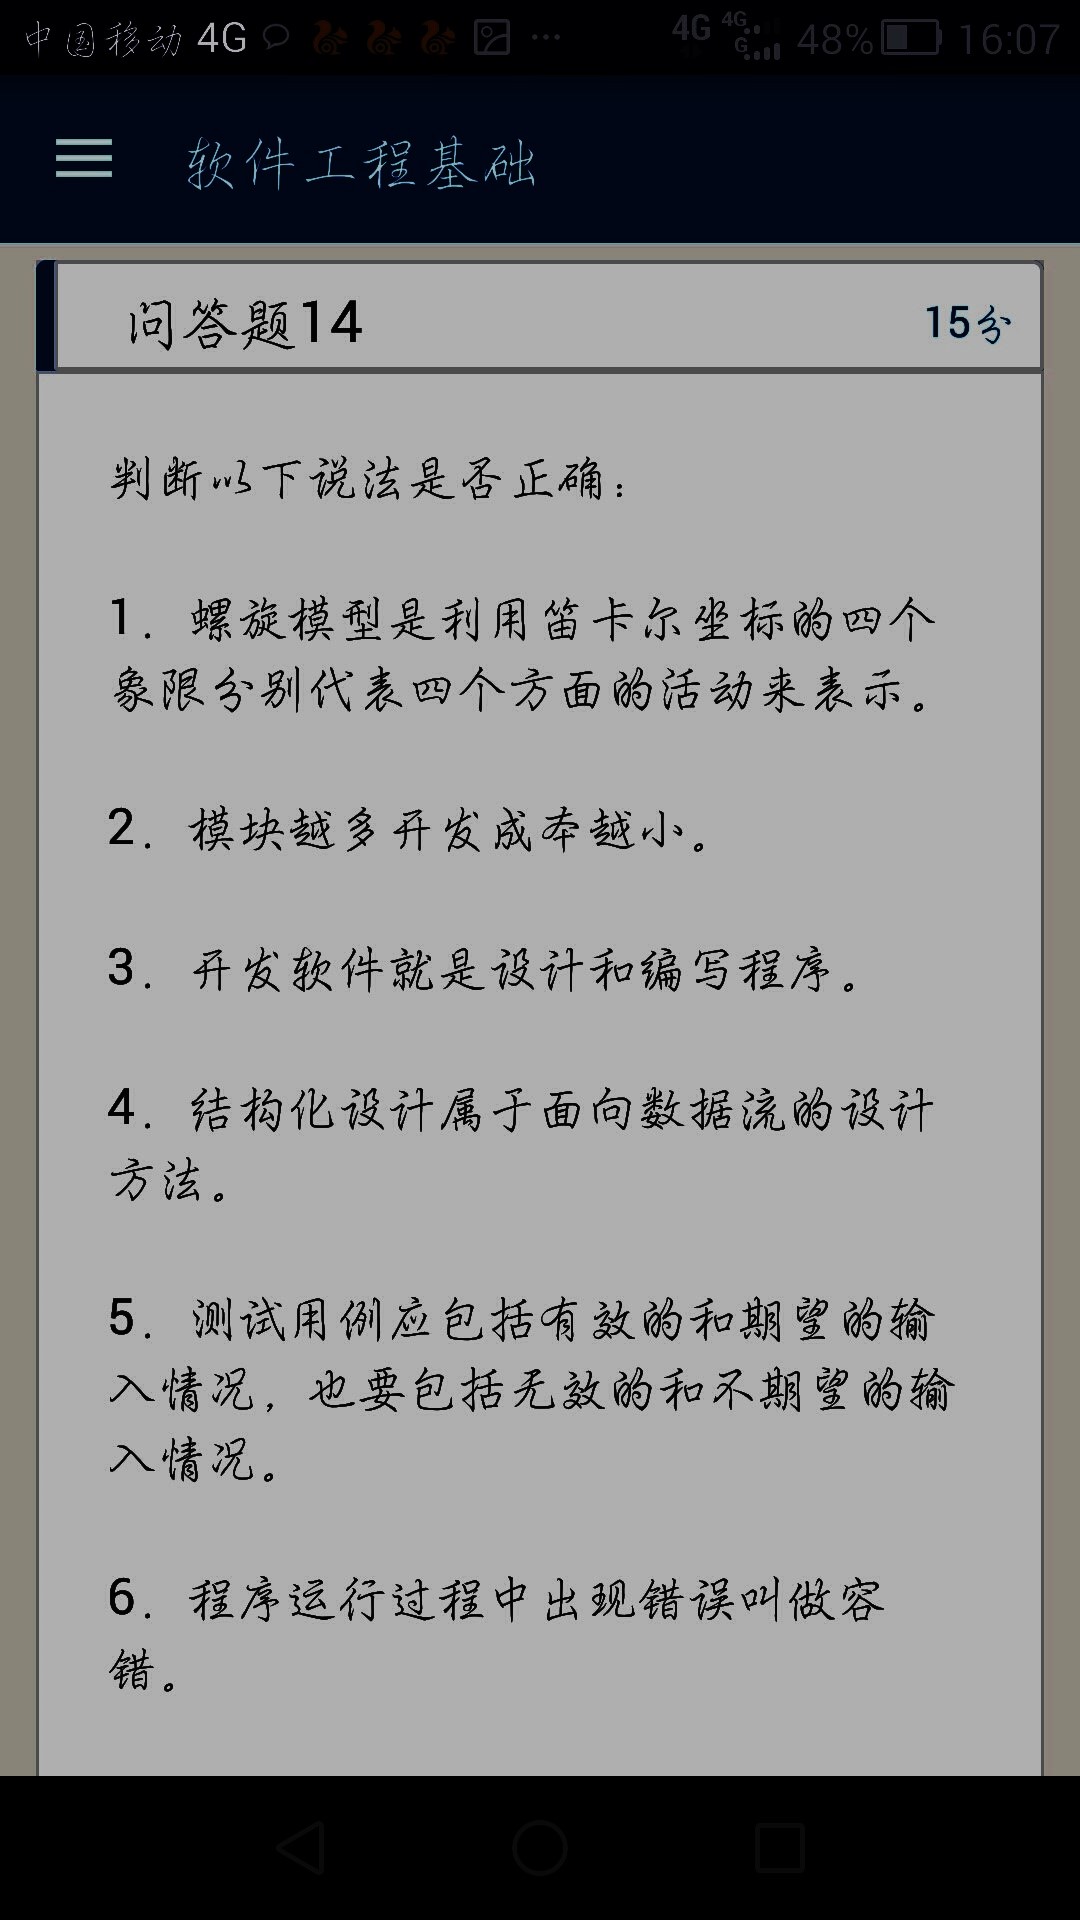 中国移动 4G ... 4G 4G G 48% 16:07
软件工程基础
问答题14 15分
判断以下说法是否正确：
1. 螺旋模型是利用笛卡尔坐标的四个
象限分别代表四个方面的活动来表示。
2. 模块越多开发成本越小。
3. 开发软件就是设计和编写程序。
4. 结构化设计属于面向数据流的设计
方法。
5. 测试用例应包括有效的和期望的输
入情况，也要包括无效的和不期望的输
入情况。
6. 程序运行过程中出现错误叫做容
错。